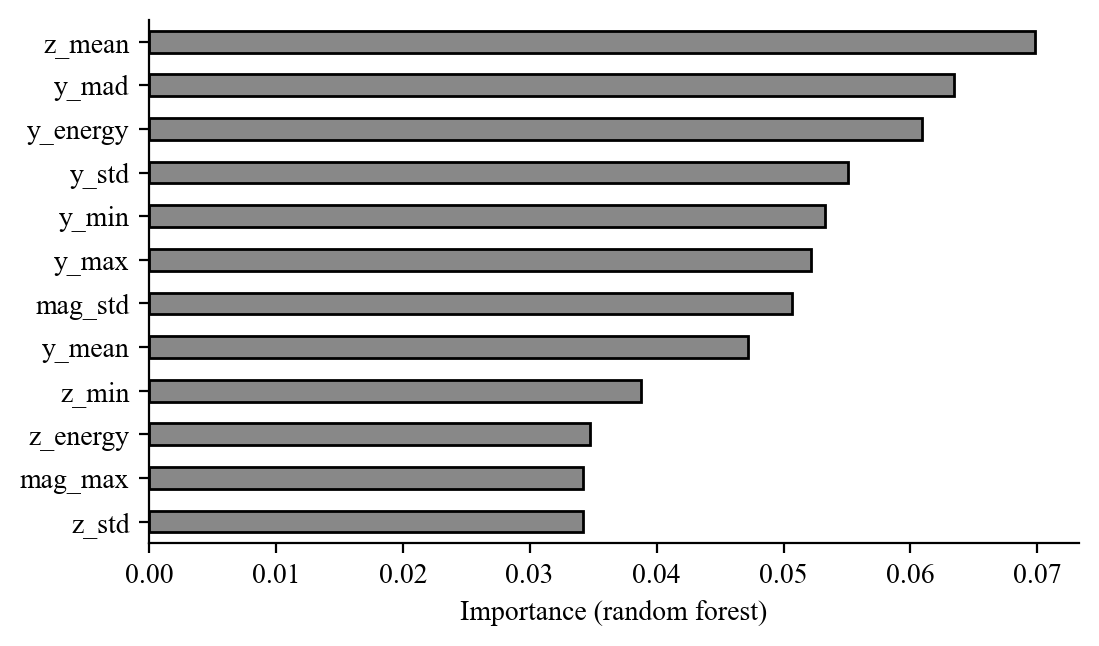 z_mean
y_mad
y_energy
y_std
y_min
y_max
mag_std
y_mean
z_min
z_energy
mag_max
z_std
0.00 0.01 0.02 0.03 0.04 0.05 0.06 0.07
Importance (random forest)